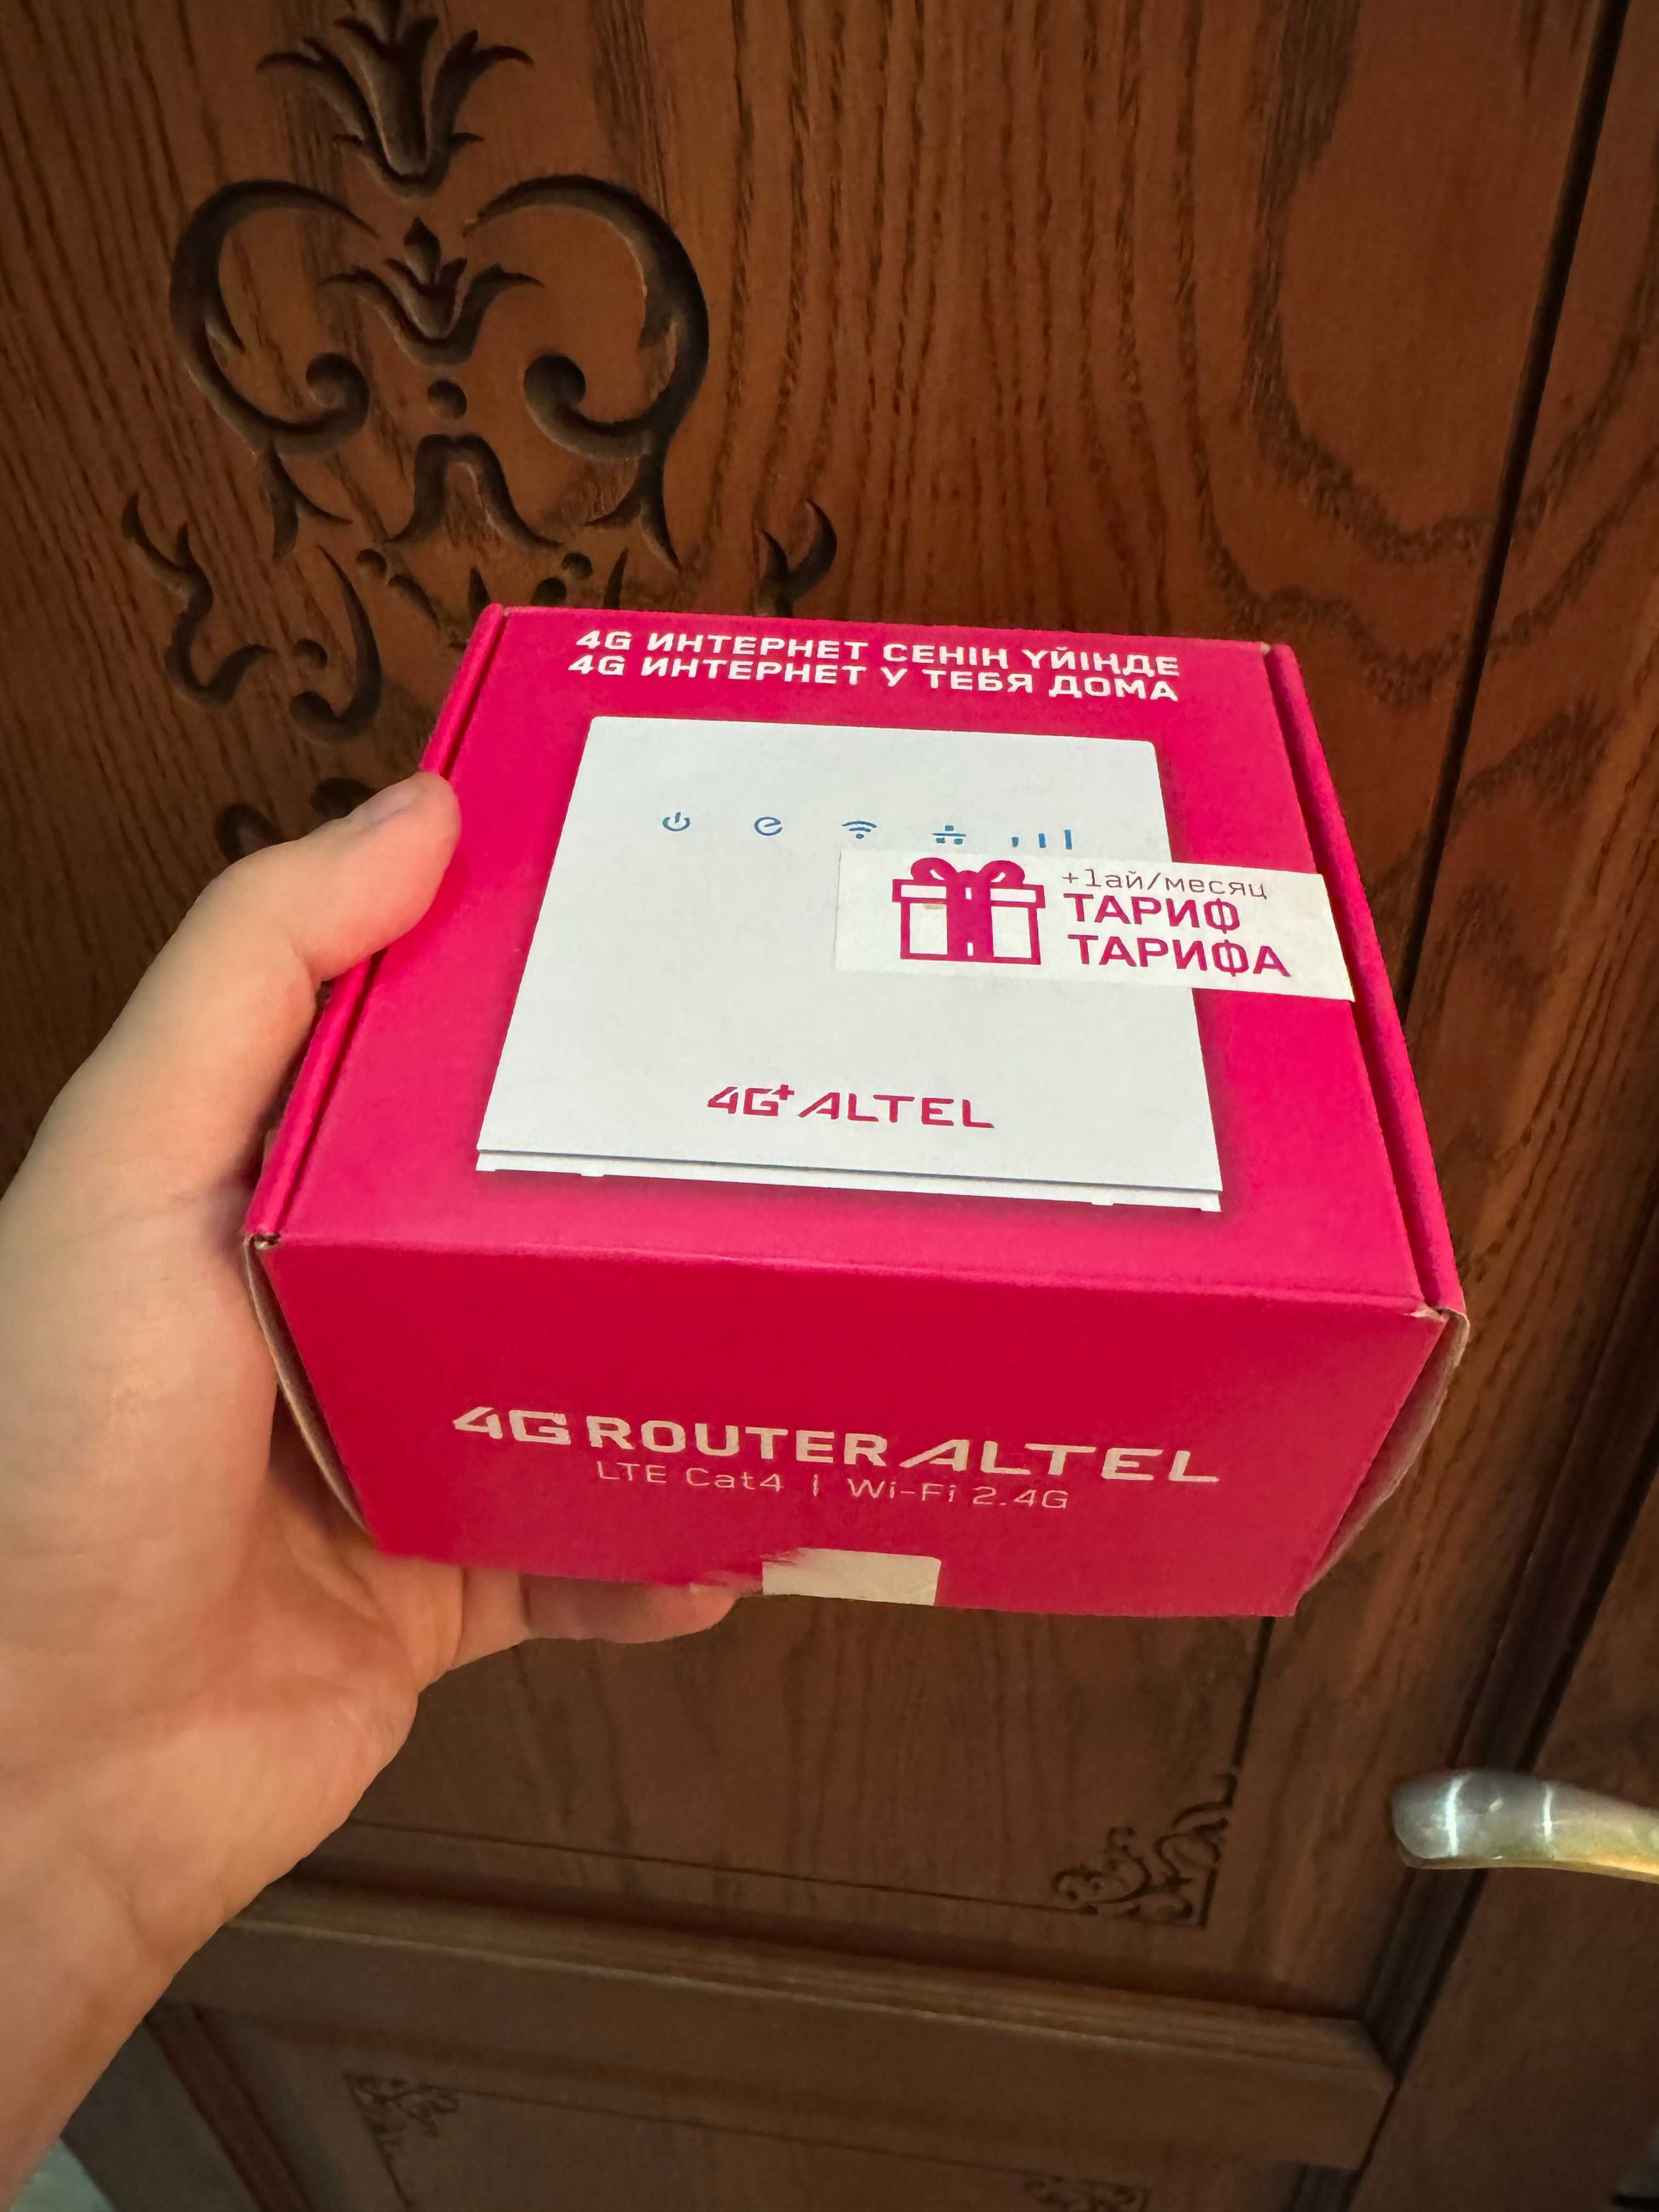 4G ИНТЕРНЕТ СЕНІҢ ҮЙІҢДЕ
4G ИНТЕРНЕТ У ТЕБЯ ДОМА
+1ай/месяц
ТАРИФ
ТАРИФА
4G+ ALTEL
4G ROUTER ALTEL
LTE Cat4 | Wi-Fi 2.4G